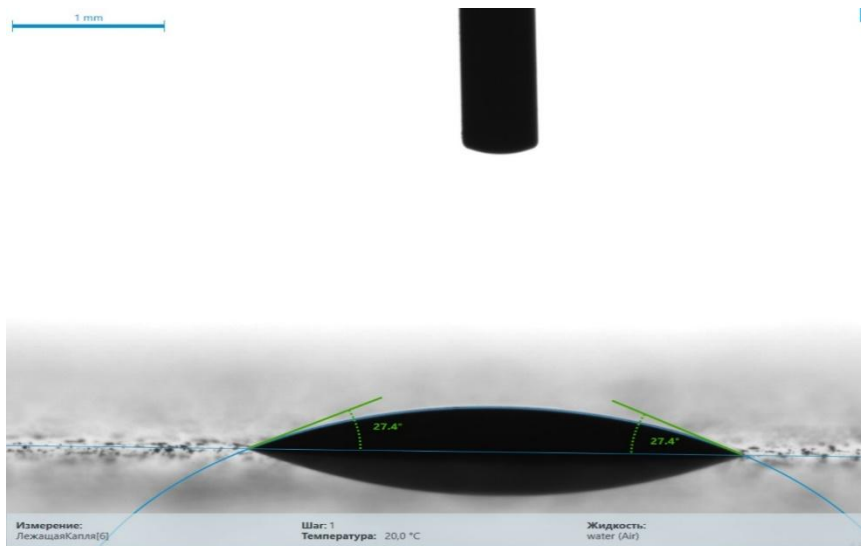 1 mm
27.4°
27.4°
Измерение:
ЛежащаяКапля[6]
Шаг: 1
Температура: 20,0 °C
Жидкость:
water (Air)